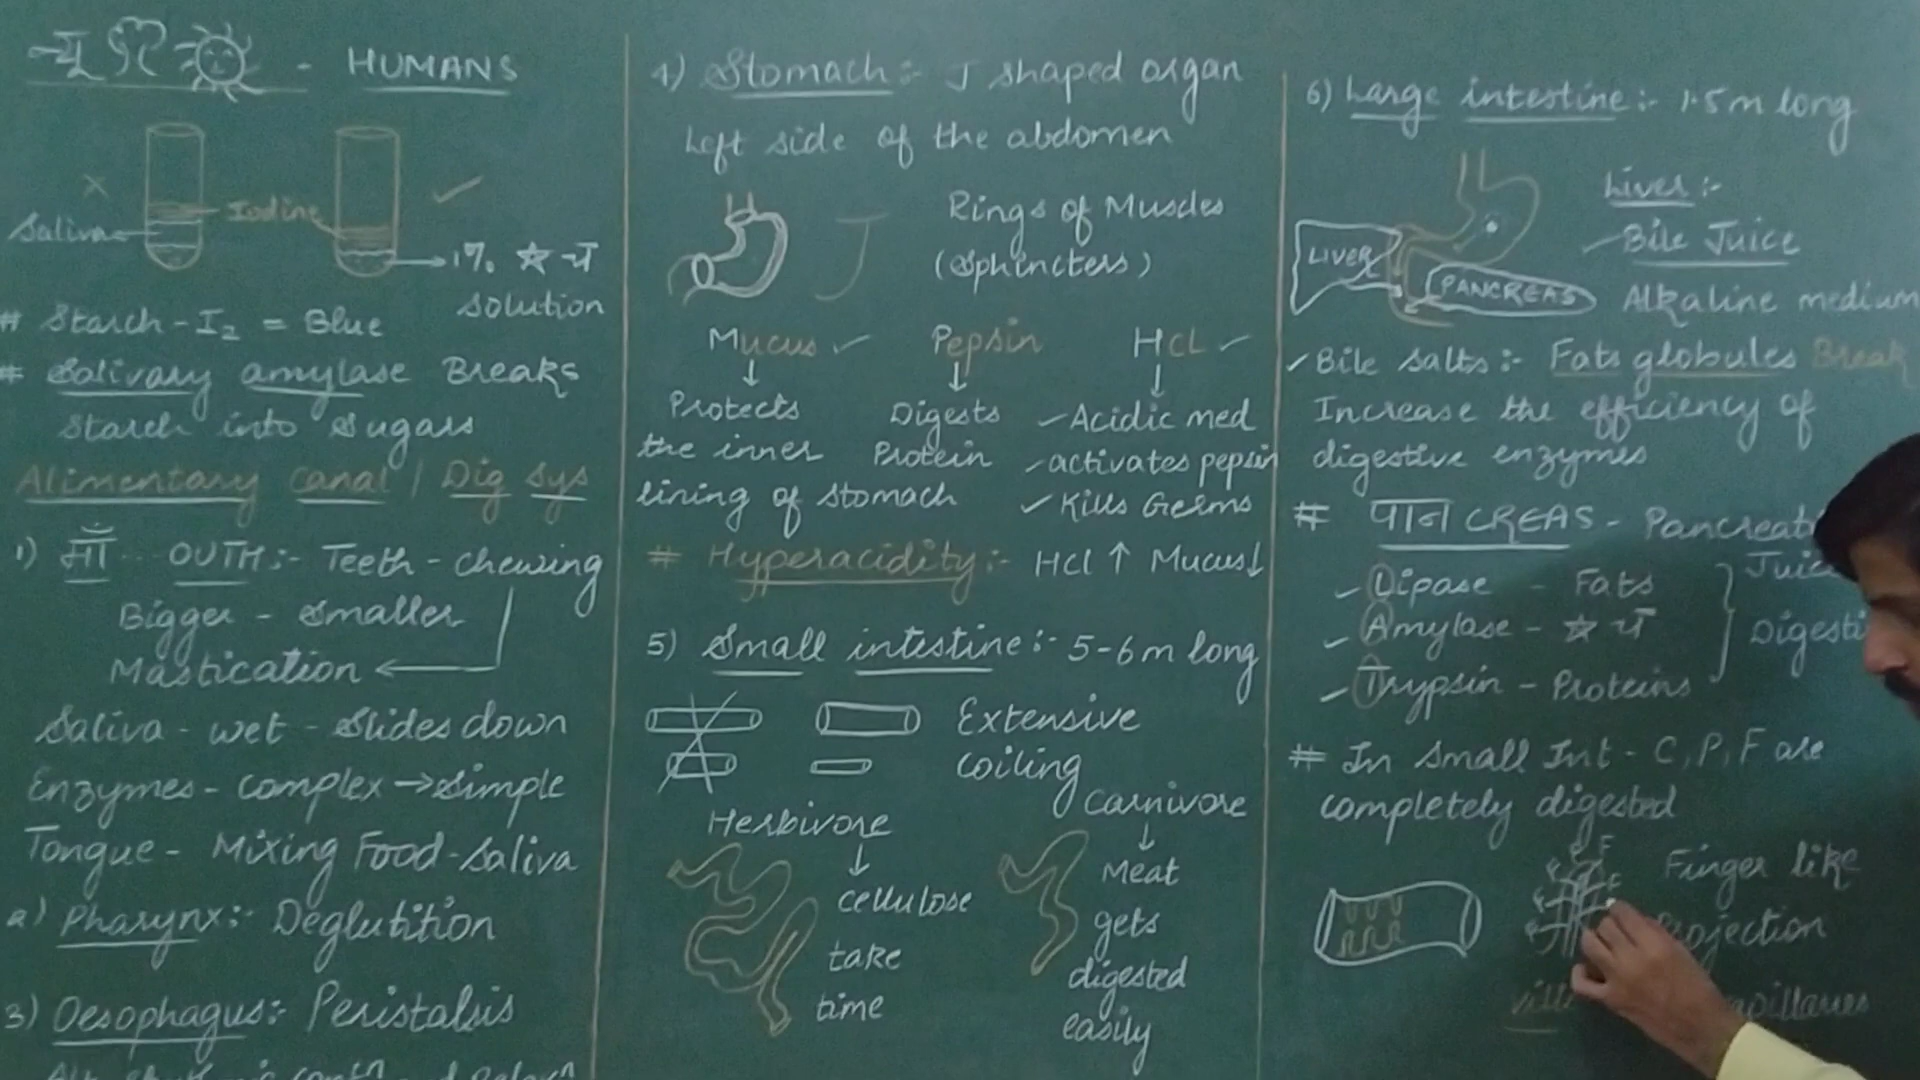 - HUMANS
Saliva
Iodine
1%. ☆ र्च
solution
# Starch - I₂ = Blue
# Salivary amylase Breaks
Starch into Sugars
Alimentary canal / Dig sys
1) माँ OUTH :- Teeth - chewing
Bigger - smaller
Mastication ←
Saliva - wet - Slides down
Enzymes - complex → simple
Tongue - Mixing Food - Saliva
2) Pharynx :- Deglutition
3) Oesophagus :- Peristalsis
4) Stomach :- J shaped organ
Left side of the abdomen
J
Rings of Muscles
(Sphincters)
Mucus ✓ Pepsin HCL ✓
↓ ↓ ↓
Protects Digests ✓ Acidic med
the inner Protein ✓ activates pepsin
lining of stomach ✓ Kills Germs
# Hyperacidity :- HCl ↑ Mucus ↓
5) Small intestine :- 5-6 m long
Extensive
coiling
Herbivore
↓
cellulose
take
time
Carnivore
↓
Meat
gets
digested
easily
6) Large intestine :- 1.5 m long
LIVER
PANCREAS
Liver :-
Bile Juice
Alkaline medium
✓ Bile salts :- Fats globules Break
Increase the efficiency of
digestive enzymes
# पान CREAS - Pancreat
Juic
✓ Lipase - Fats
✓ Amylase - ☆ र्च
✓ Trypsin - Proteins
Digesti
# In Small Int - C, P, F are
completely digested
Finger like
ojection
vill
apillaries